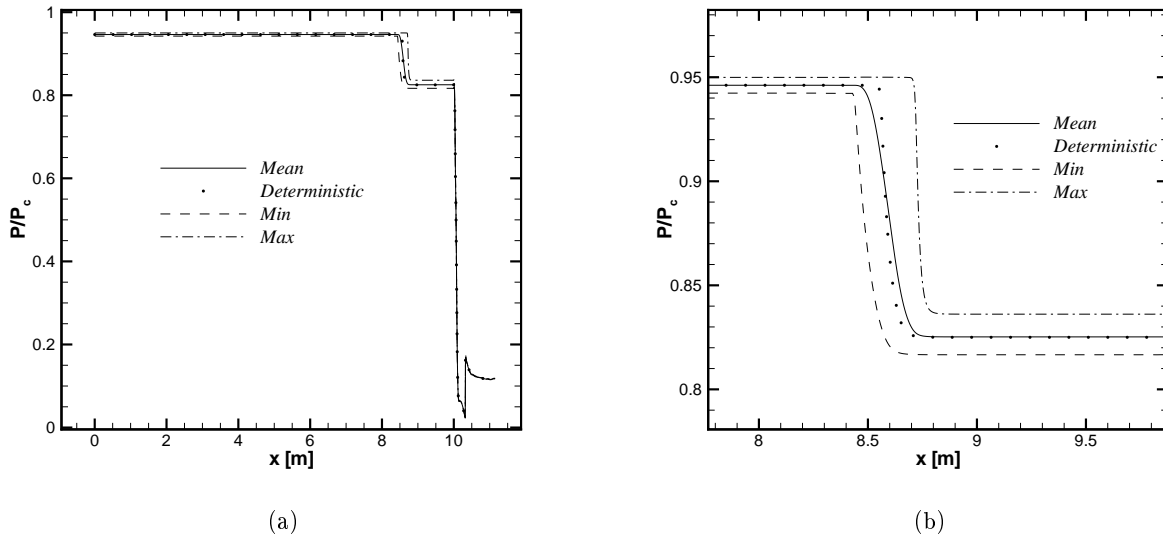 P/P_c
1
0.8
0.6
0.4
0.2
0
0 2 4 6 8 10
x [m]
Mean
Deterministic
Min
Max
(a)
P/P_c
0.95
0.9
0.85
0.8
8 8.5 9 9.5
x [m]
Mean
Deterministic
Min
Max
(b)